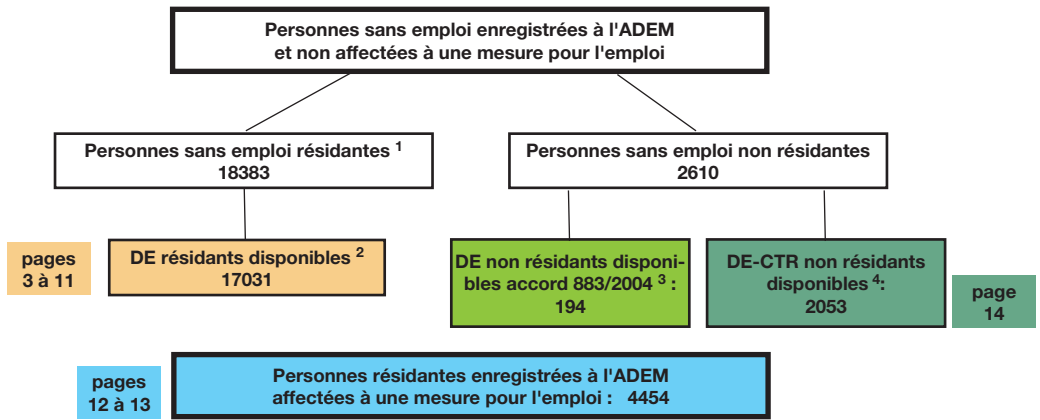 Personnes sans emploi enregistrées à l'ADEM
et non affectées à une mesure pour l'emploi
Personnes sans emploi résidantes ¹
18383
Personnes sans emploi non résidantes
2610
pages
3 à 11
DE résidants disponibles ²
17031
DE non résidants disponi-
bles accord 883/2004 ³ :
194
DE-CTR non résidants
disponibles ⁴:
2053
page
14
pages
12 à 13
Personnes résidantes enregistrées à l'ADEM
affectées à une mesure pour l'emploi : 4454